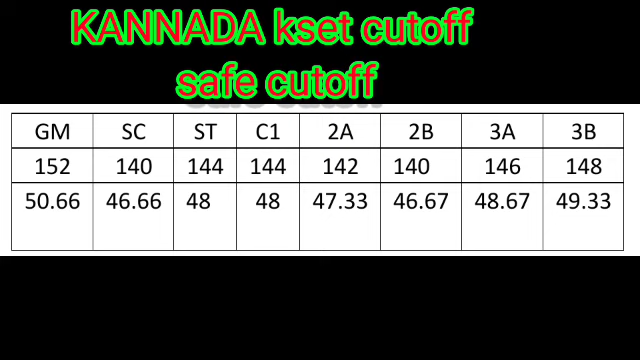 KANNADA kset cutoff
safe cutoff
GM SC ST C1 2A 2B 3A 3B
152 140 144 144 142 140 146 148
50.66 46.66 48 48 47.33 46.67 48.67 49.33